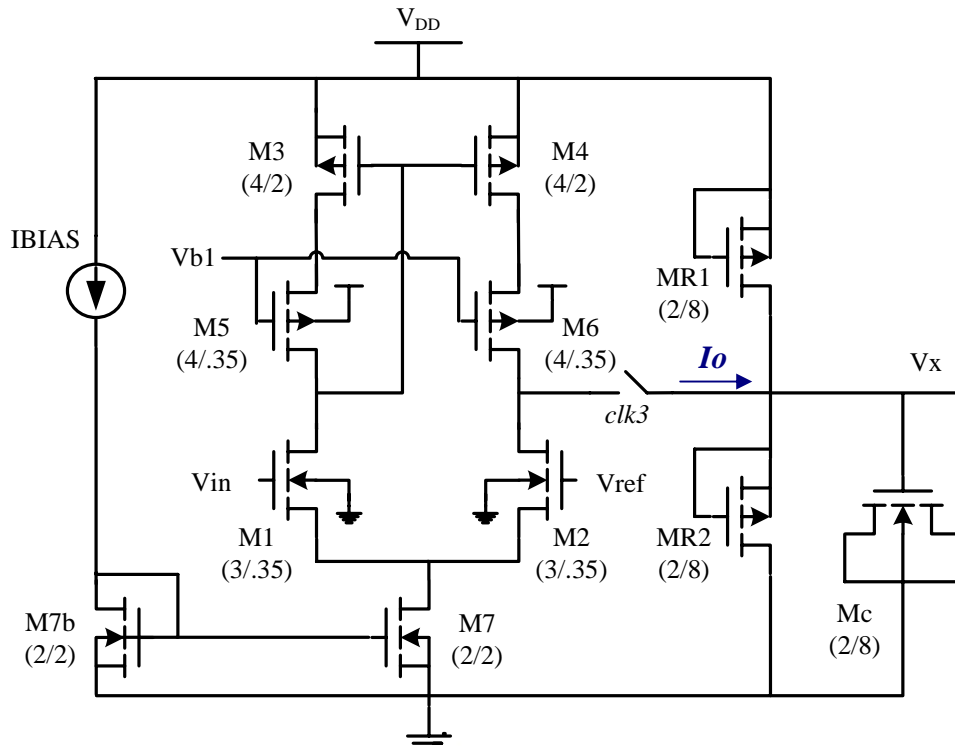 V_DD
M3
(4/2)
M4
(4/2)
IBIAS
Vb1
MR1
(2/8)
M5
(4/.35)
M6
(4/.35)
Io
Vx
clk3
Vin
Vref
M1
(3/.35)
M2
(3/.35)
MR2
(2/8)
M7b
(2/2)
M7
(2/2)
Mc
(2/8)